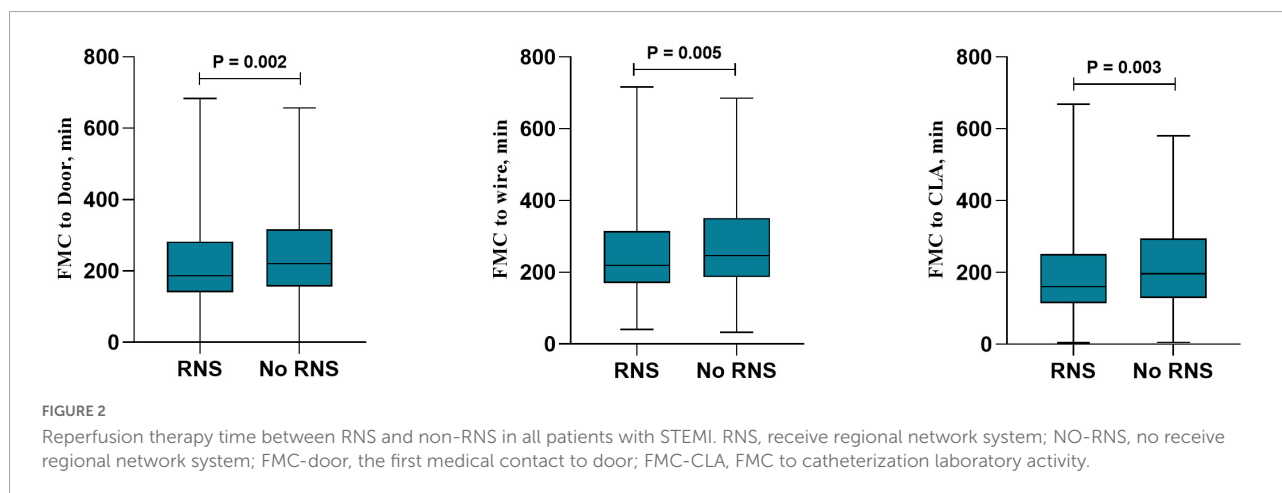 P = 0.002
FMC to Door, min
800
600
400
200
0
RNS No RNS
P = 0.005
FMC to wire, min
800
600
400
200
0
RNS No RNS
P = 0.003
FMC to CLA, min
800
600
400
200
0
RNS No RNS
FIGURE 2
Reperfusion therapy time between RNS and non-RNS in all patients with STEMI. RNS, receive regional network system; NO-RNS, no receive
regional network system; FMC-door, the first medical contact to door; FMC-CLA, FMC to catheterization laboratory activity.